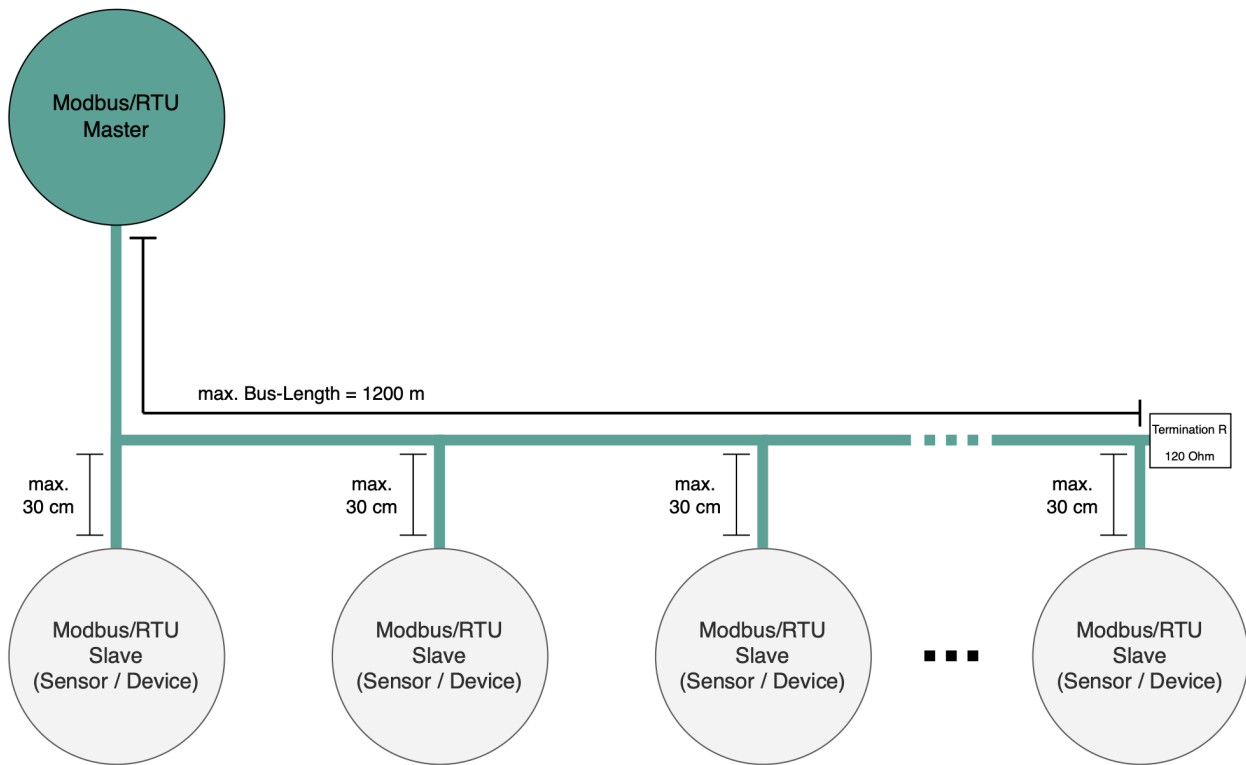 Modbus/RTU
Master
max. Bus-Length = 1200 m
Termination R
120 Ohm
max.
30 cm
max.
30 cm
max.
30 cm
max.
30 cm
Modbus/RTU
Slave
(Sensor / Device)
Modbus/RTU
Slave
(Sensor / Device)
Modbus/RTU
Slave
(Sensor / Device)
Modbus/RTU
Slave
(Sensor / Device)